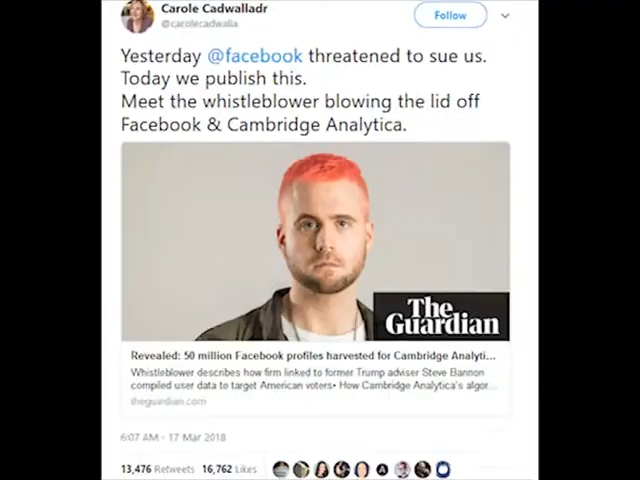 Carole Cadwalladr
@carolecadwalla
Follow
Yesterday @facebook threatened to sue us.
Today we publish this.
Meet the whistleblower blowing the lid off
Facebook & Cambridge Analytica.
The
Guardian
Revealed: 50 million Facebook profiles harvested for Cambridge Analyti...
Whistleblower describes how firm linked to former Trump adviser Steve Bannon
compiled user data to target American voters• How Cambridge Analytica's algor...
theguardian.com
6:07 AM - 17 Mar 2018
13,476 Retweets 16,762 Likes